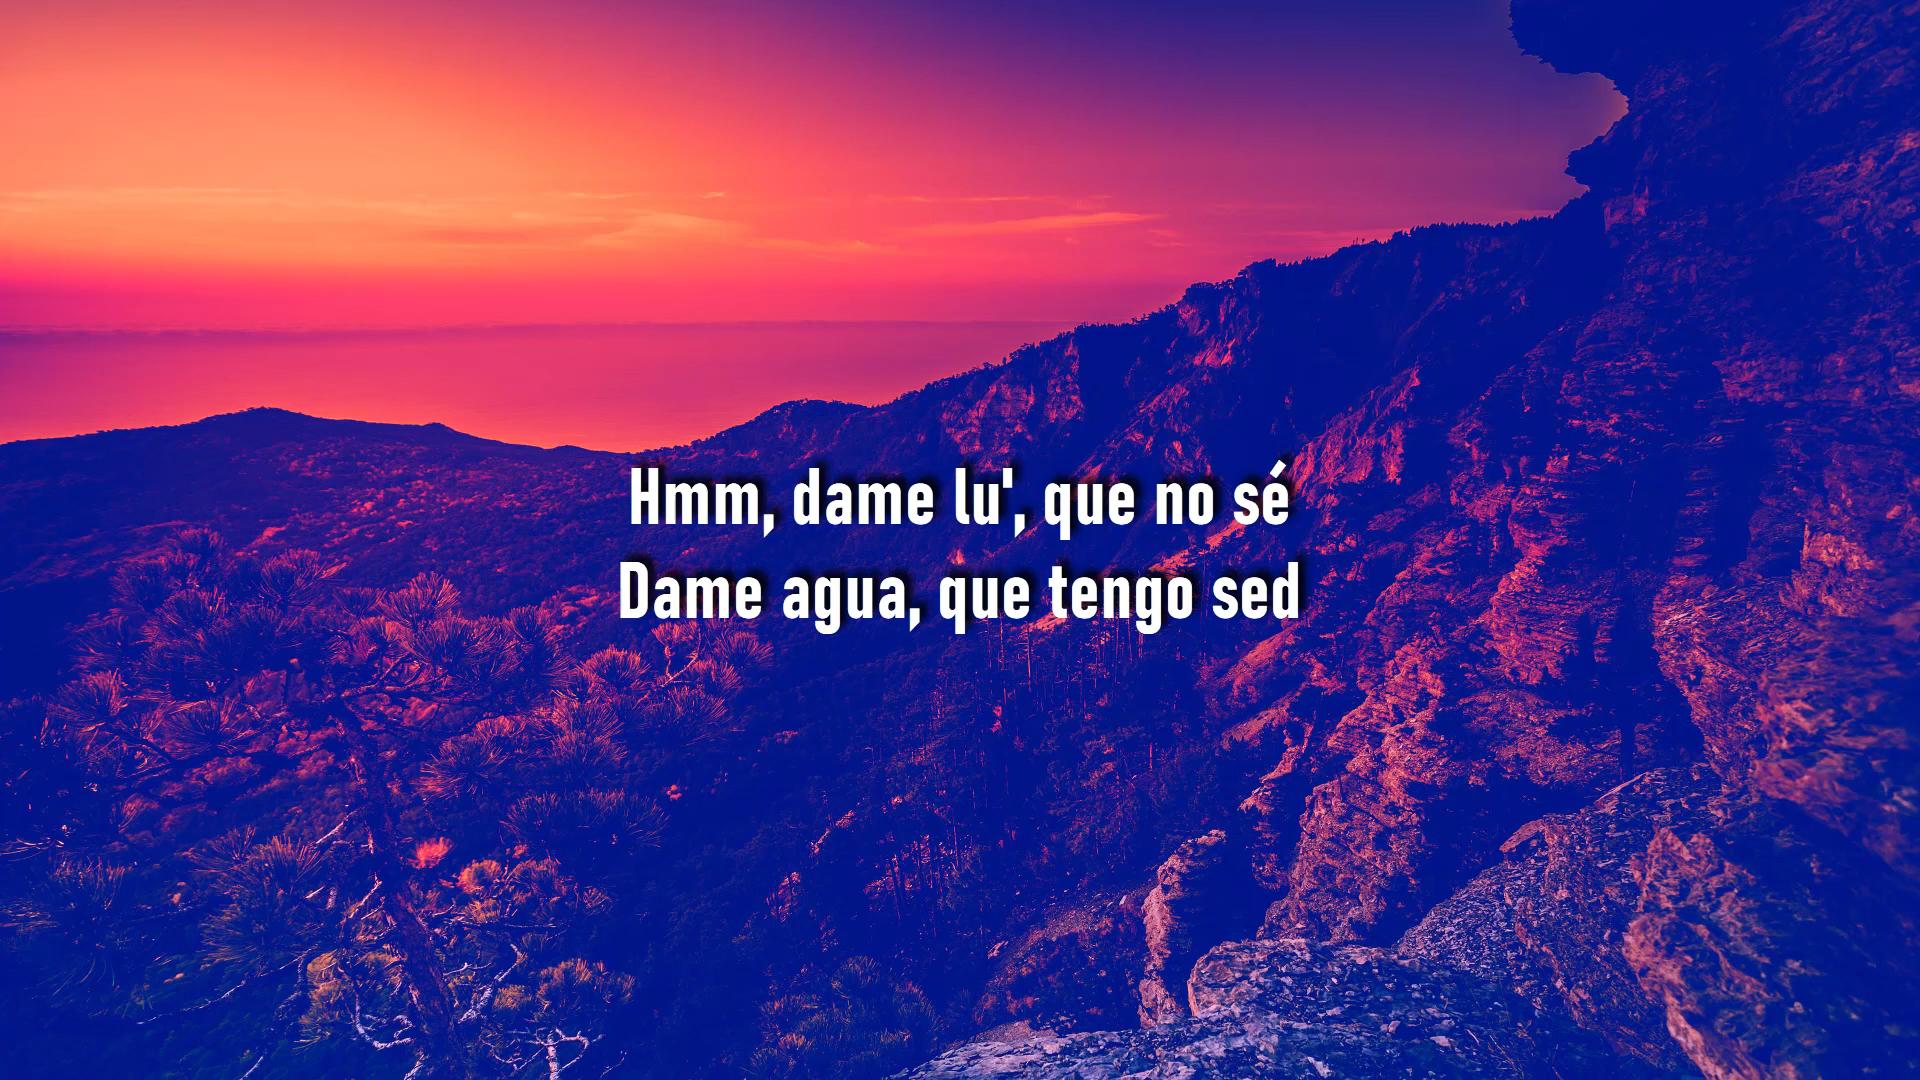 Hmm, dame lu', que no sé
Dame agua, que tengo sed